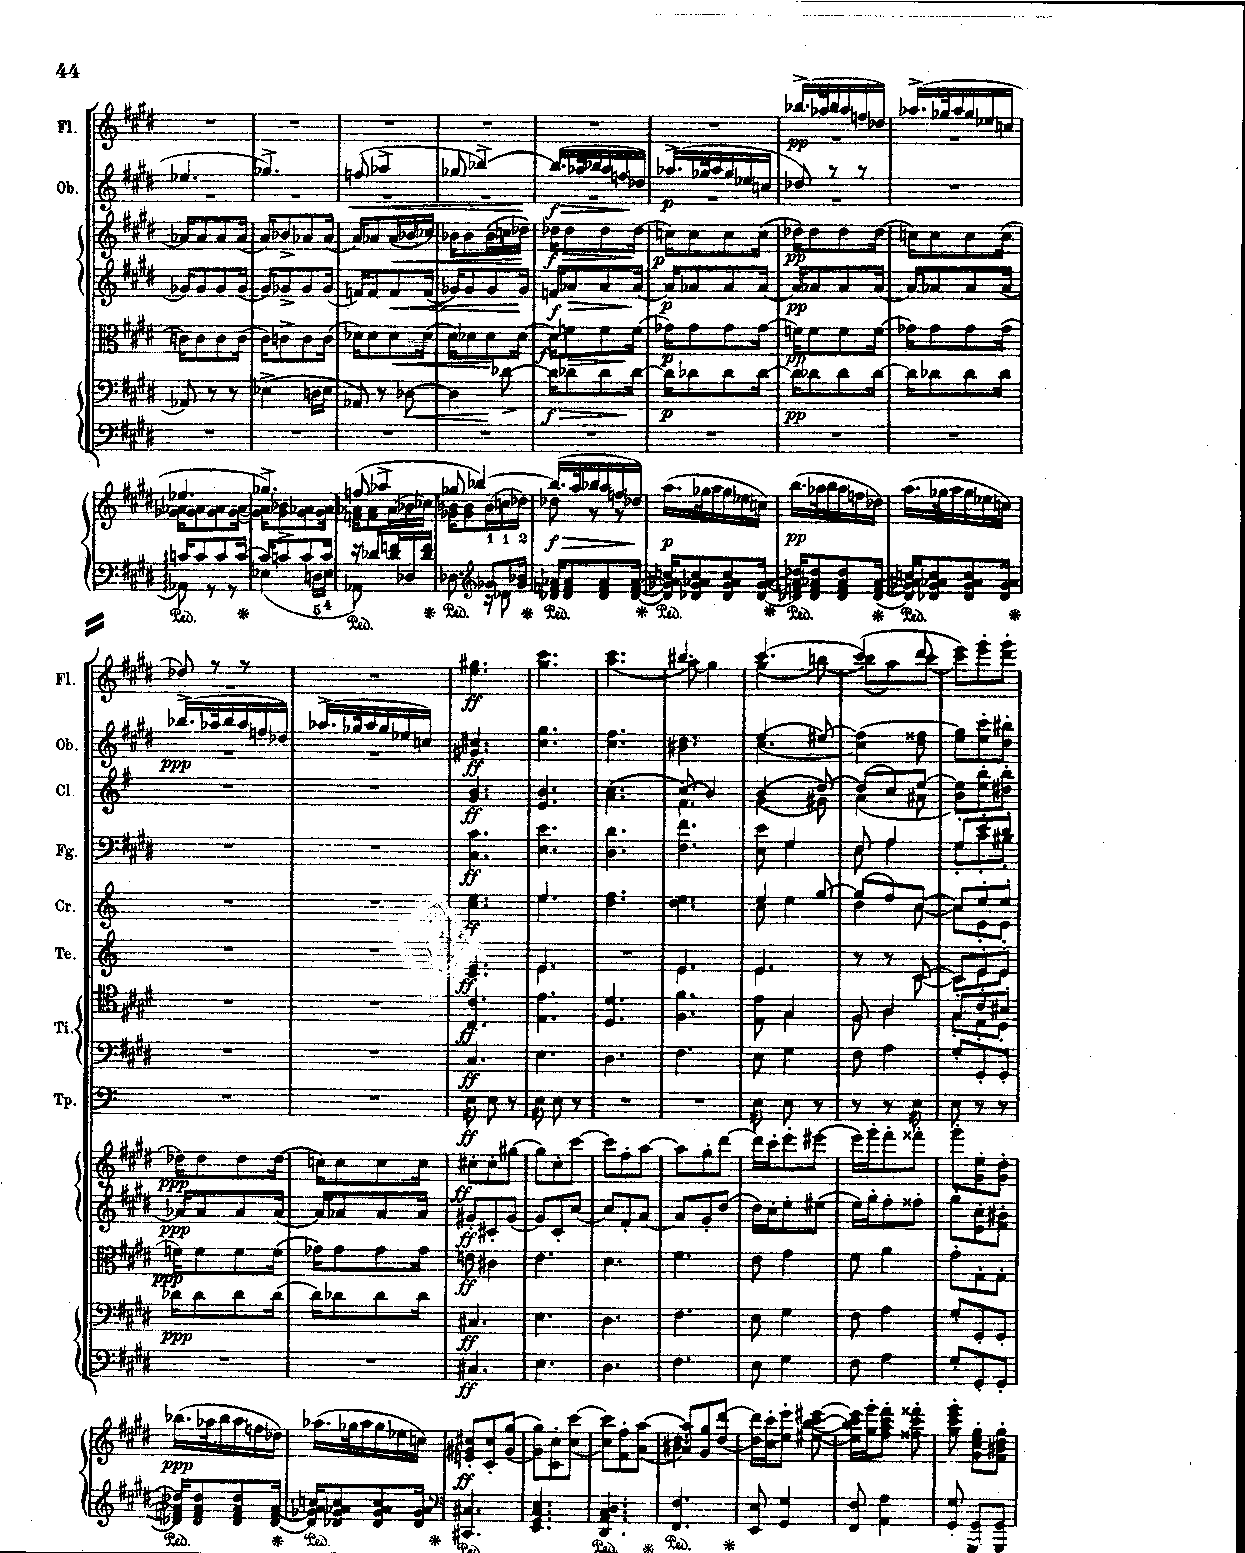 44
Fl.
pp
Ob.
f p
f p pp
f p pp
f p pp
f p pp
1 1 2
f p pp
5 4
Ped. * Ped. * Ped. * Ped. * Ped. * Ped. * Ped. *
Fl.
ff
Ob.
ppp ff
Cl
ff
Fg.
ff
Cr.
Te.
ff
Ti.
ff
ff
Tp.
ff
ppp ff
ppp ff
ppp ff
ppp ff
ff
ppp ff
Ped. * Ped. * Ped. Ped. * Ped. *